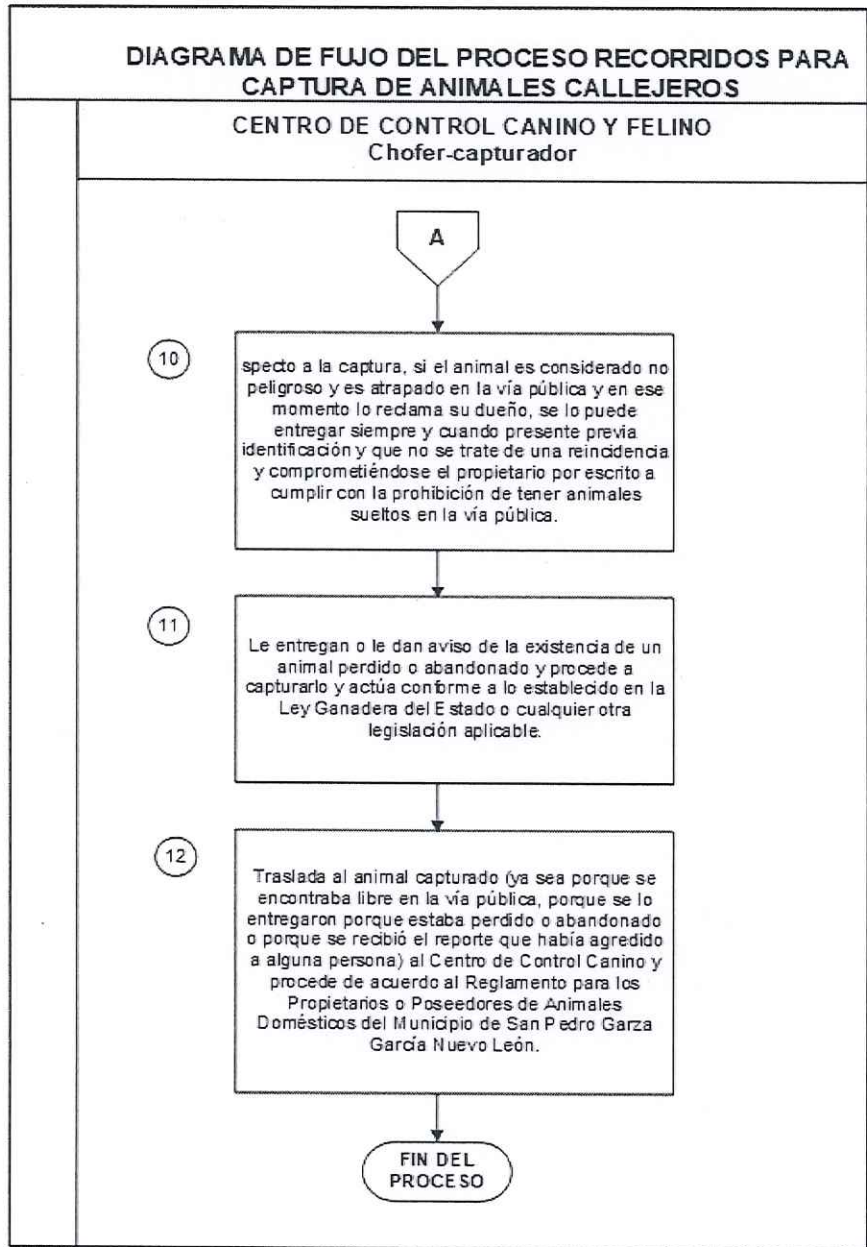 DIAGRAMA DE FUJO DEL PROCESO RECORRIDOS PARA
CAPTURA DE ANIMALES CALLEJEROS
CENTRO DE CONTROL CANINO Y FELINO
Chofer-capturador
A
10
specto a la captura, si el animal es considerado no
peligroso y es atrapado en la vía pública y en ese
momento lo reclama su dueño, se lo puede
entregar siempre y cuando presente previa
identificación y que no se trate de una reincidencia
y comprometiéndose el propietario por escrito a
cumplir con la prohibición de tener animales
sueltos en la vía pública.
11
Le entregan o le dan aviso de la existencia de un
animal perdido o abandonado y procede a
capturarlo y actúa conforme a lo establecido en la
Ley Ganadera del Estado o cualquier otra
legislación aplicable.
12
Traslada al animal capturado (ya sea porque se
encontraba libre en la vía pública, porque se lo
entregaron porque estaba perdido o abandonado
o porque se recibió el reporte que había agredido
a alguna persona) al Centro de Control Canino y
procede de acuerdo al Reglamento para los
Propietarios o Poseedores de Animales
Domésticos del Municipio de San Pedro Garza
García Nuevo León.
FIN DEL
PROCESO